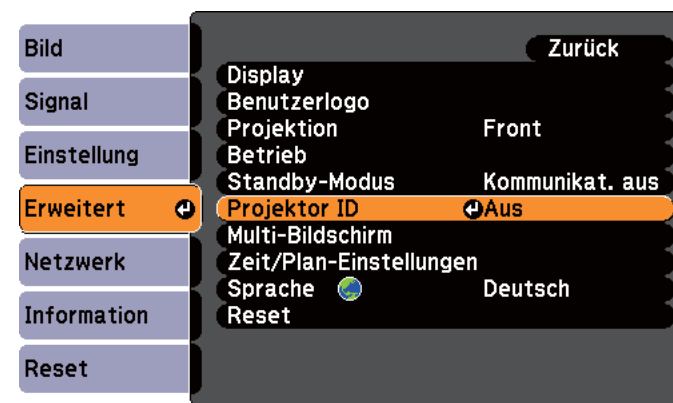 Bild
Signal
Einstellung
Erweitert
Netzwerk
Information
Reset
Zurück
Display
Benutzerlogo
Projektion Front
Betrieb
Standby-Modus Kommunikat. aus
Projektor ID Aus
Multi-Bildschirm
Zeit/Plan-Einstellungen
Sprache Deutsch
Reset